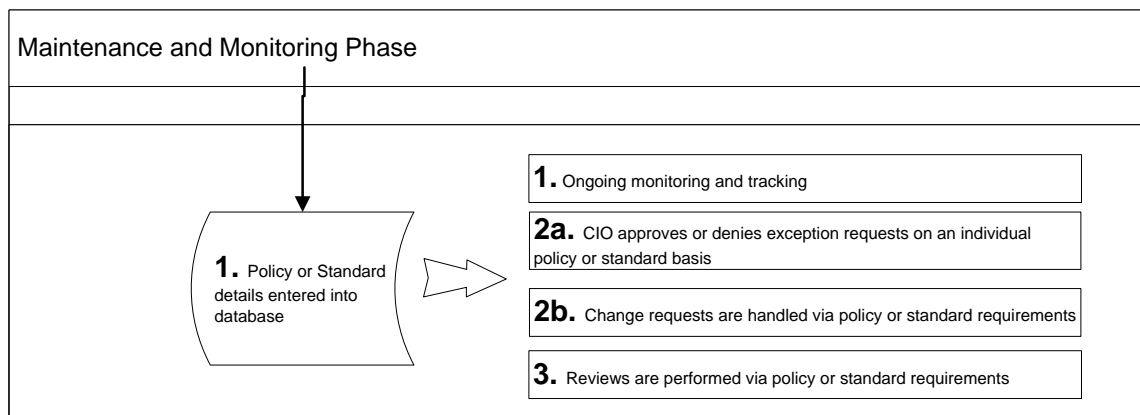 Maintenance and Monitoring Phase
1. Ongoing monitoring and tracking
2a. CIO approves or denies exception requests on an individual
policy or standard basis
1. Policy or Standard
details entered into
database
2b. Change requests are handled via policy or standard requirements
3. Reviews are performed via policy or standard requirements